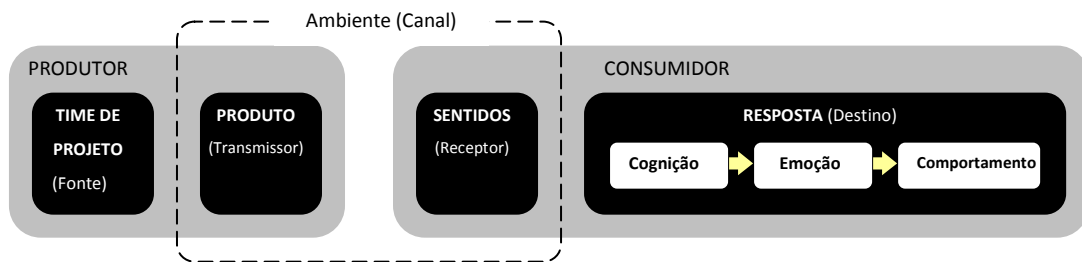 Ambiente (Canal)
PRODUTOR
TIME DE
PROJETO
(Fonte)
PRODUTO
(Transmissor)
SENTIDOS
(Receptor)
CONSUMIDOR
RESPOSTA (Destino)
Cognição
Emoção
Comportamento